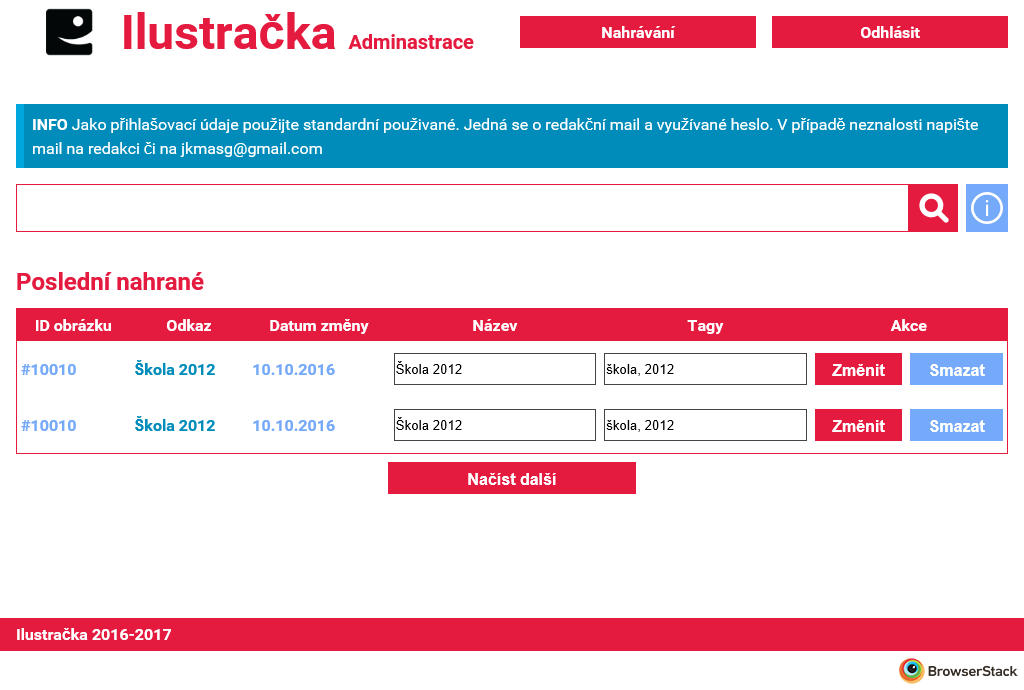 Ilustračka Adminastrace
Nahrávání
Odhlásit
INFO Jako přihlašovací údaje použijte standardní použivané. Jedná se o redakční mail a využívané heslo. V případě neznalosti napište
mail na redakci či na jkmasg@gmail.com
Poslední nahrané
ID obrázku Odkaz Datum změny Název Tagy Akce
#10010 Škola 2012 10.10.2016 Škola 2012 škola, 2012 Změnit Smazat
#10010 Škola 2012 10.10.2016 Škola 2012 škola, 2012 Změnit Smazat
Načíst další
Ilustračka 2016-2017
BrowserStack